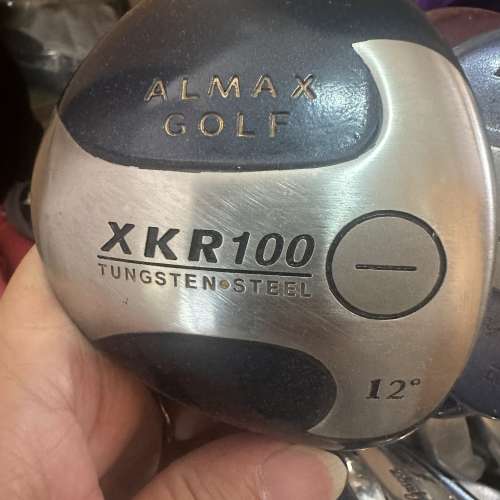 ALMAX
GOLF
XKR100
TUNGSTEN•STEEL
12°